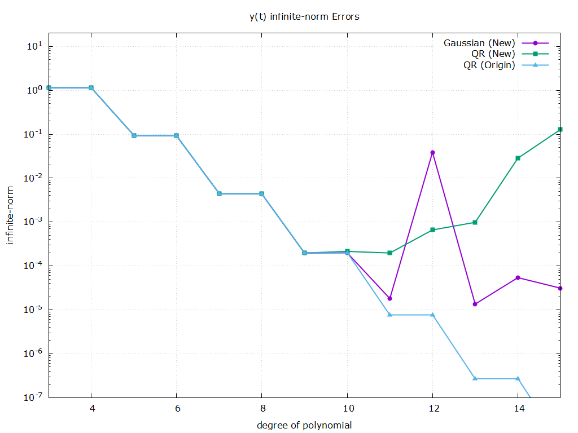 y(t) infinite-norm Errors
Gaussian (New)
QR (New)
QR (Origin)
10^1
10^0
10^-1
10^-2
10^-3
10^-4
10^-5
10^-6
10^-7
infinite-norm
4 6 8 10 12 14
degree of polynomial